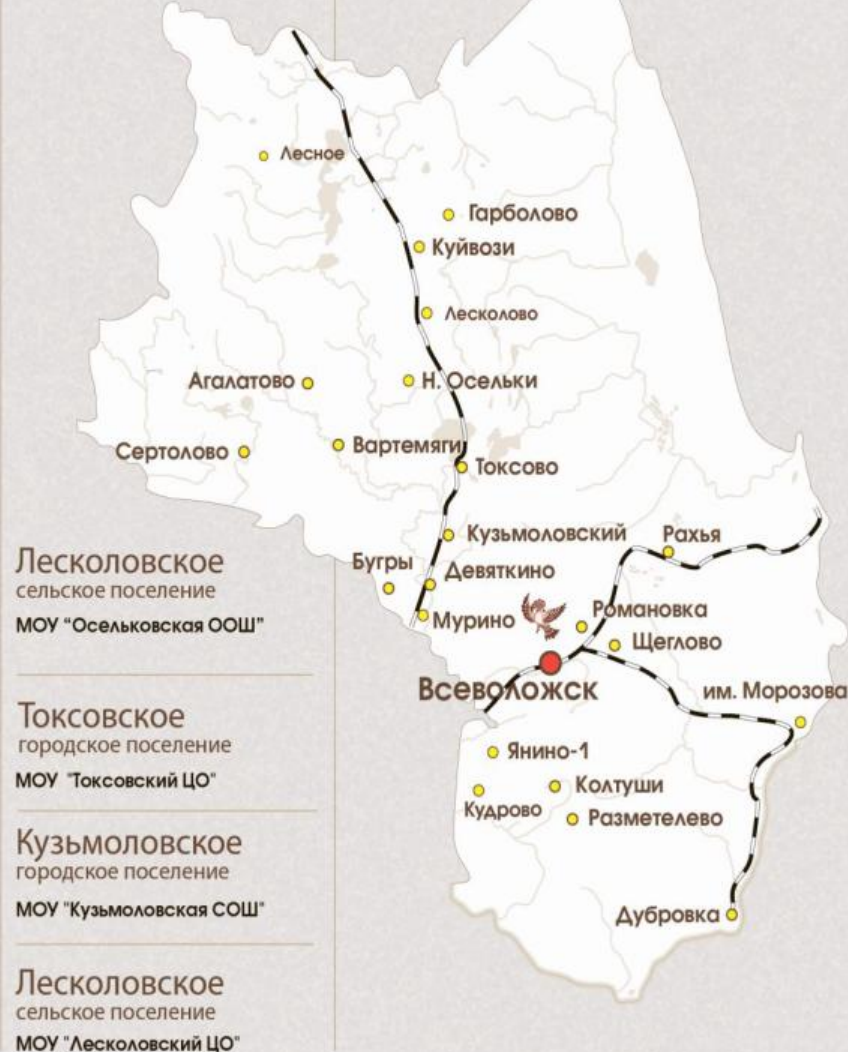 Лесное
Гарболово
Куйвози
Лесколово
Агалатово
Н. Осельки
Сертолово
Вартемяги
Токсово
Кузьмоловский
Рахья
Бугры
Девяткино
Мурино
Романовка
Щеглово
Всеволожск
им. Морозова
Янино-1
Кудрово
Колтуши
Разметелево
Дубровка
Лесколовское
сельское поселение
МОУ “Осельковская ООШ”
Токсовское
городское поселение
МОУ "Токсовский ЦО"
Кузьмоловское
городское поселение
МОУ "Кузьмоловская СОШ"
Лесколовское
сельское поселение
МОУ "Лесколовский ЦО"